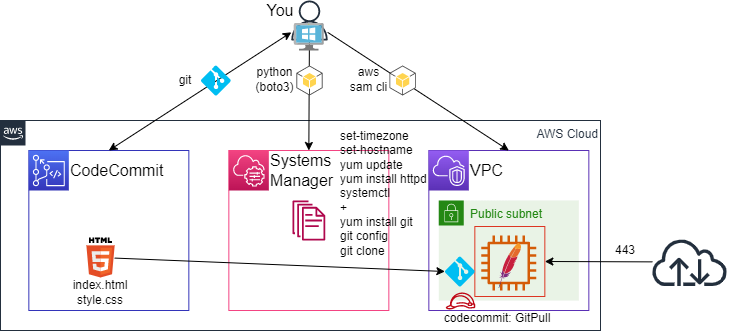 You
git
python
(boto3)
aws
sam cli
aws
AWS Cloud
CodeCommit
Systems
Manager
set-timezone
set-hostname
yum update
yum install httpd
systemctl
+
yum install git
git config
git clone
VPC
Public subnet
HTML
5
index.html
style.css
443
codecommit: GitPull